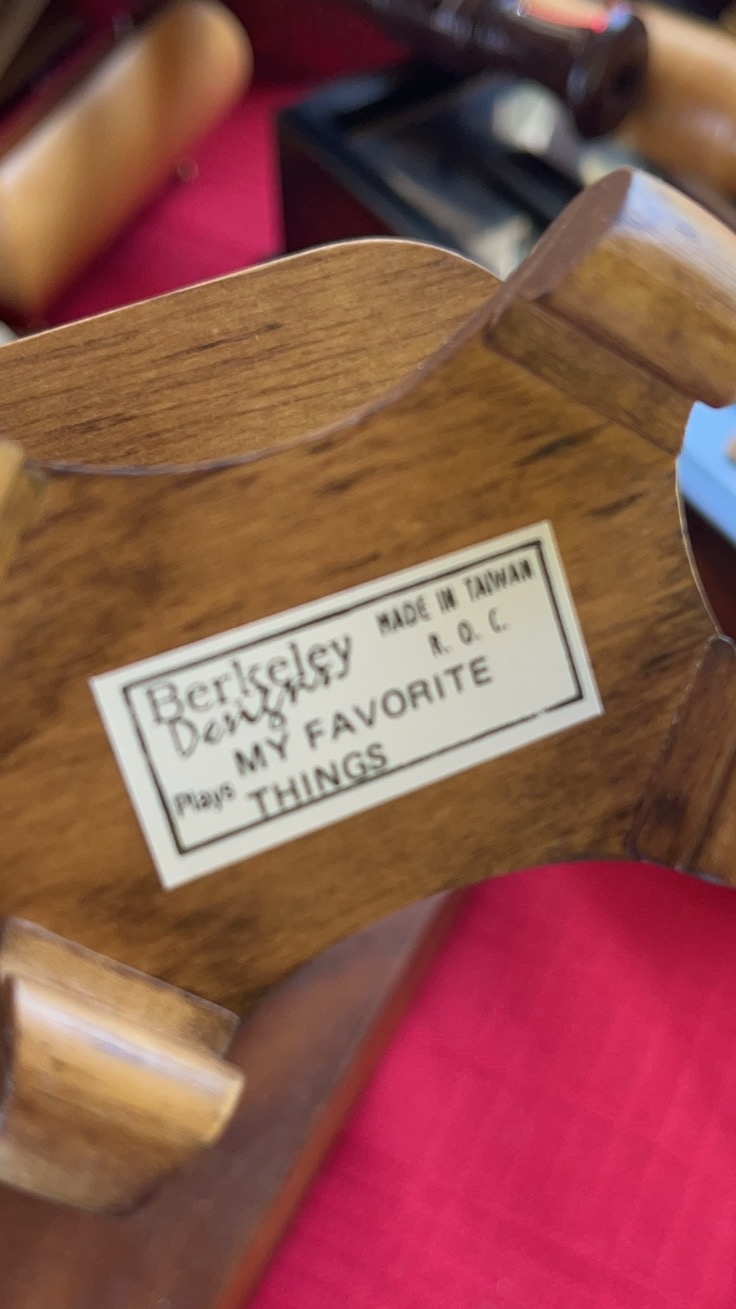 Berkeley
Designs
MADE IN TAIWAN
R. O. C.
Plays MY FAVORITE
THINGS